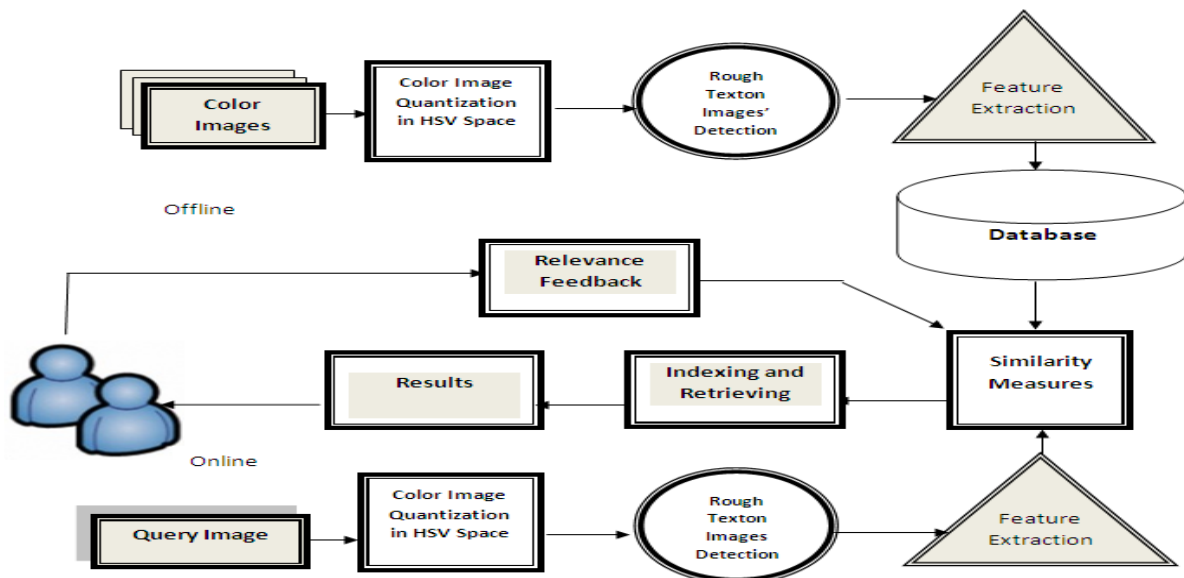 Color
Images
Color Image
Quantization
in HSV Space
Rough
Texton
Images’
Detection
Feature
Extraction
Offline
Database
Relevance
Feedback
Similarity
Measures
Indexing and
Retrieving
Results
Online
Query Image
Color Image
Quantization
in HSV Space
Rough
Texton
Images
Detection
Feature
Extraction